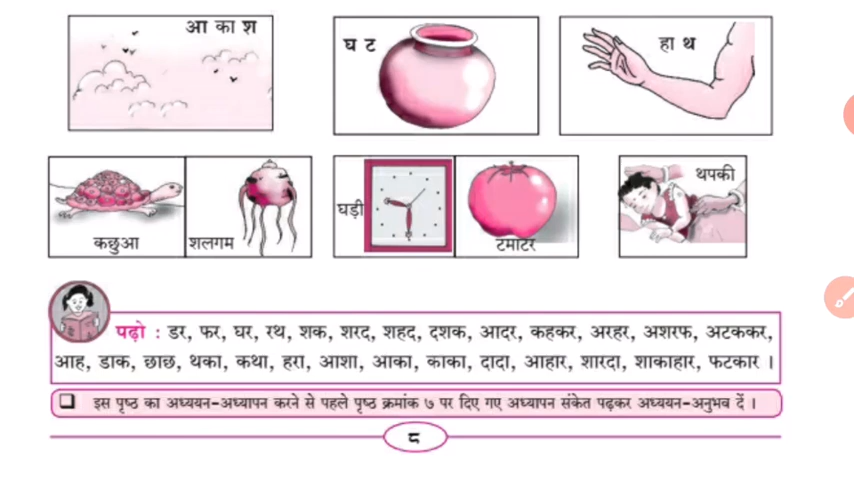 आ का श
घ ट
हा थ
कछुआ
शलगम
घड़ी
टमाटर
थपकी
पढ़ो : डर, फर, घर, रथ, शक, शरद, शहद, दशक, आदर, कहकर, अरहर, अशरफ, अटककर,
आह, डाक, छाछ, थका, कथा, हरा, आशा, आका, काका, दादा, आहार, शारदा, शाकाहार, फटकार ।
❑ इस पृष्ठ का अध्ययन-अध्यापन करने से पहले पृष्ठ क्रमांक ७ पर दिए गए अध्यापन संकेत पढ़कर अध्ययन-अनुभव दें ।
८